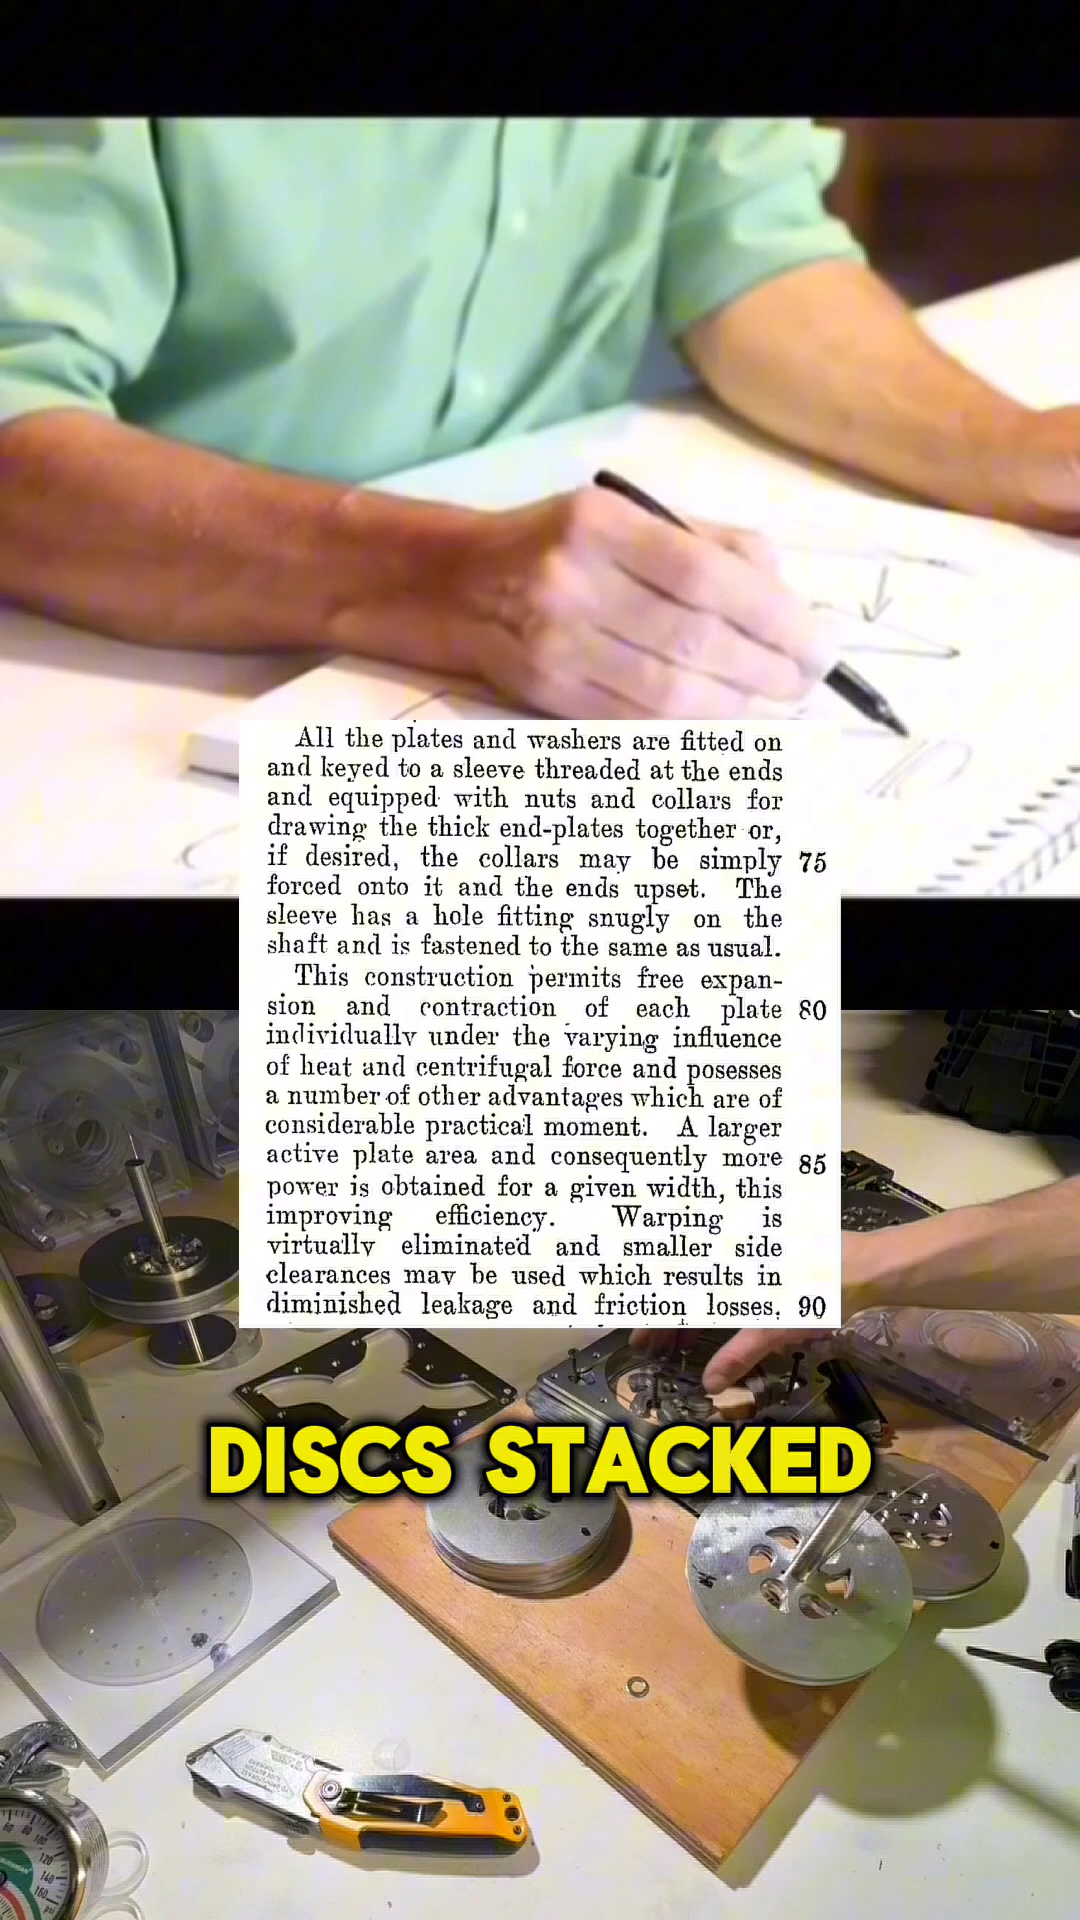 All the plates and washers are fitted on
and keyed to a sleeve threaded at the ends
and equipped with nuts and collars for
drawing the thick end-plates together or,
if desired, the collars may be simply 75
forced onto it and the ends upset. The
sleeve has a hole fitting snugly on the
shaft and is fastened to the same as usual.
This construction permits free expan-
sion and contraction of each plate 80
individually under the varying influence
of heat and centrifugal force and posesses
a number of other advantages which are of
considerable practical moment. A larger
active plate area and consequently more 85
power is obtained for a given width, this
improving efficiency. Warping is
virtually eliminated and smaller side
clearances may be used which results in
diminished leakage and friction losses. 90
DISCS STACKED
60
80
100
120
140
160
psi